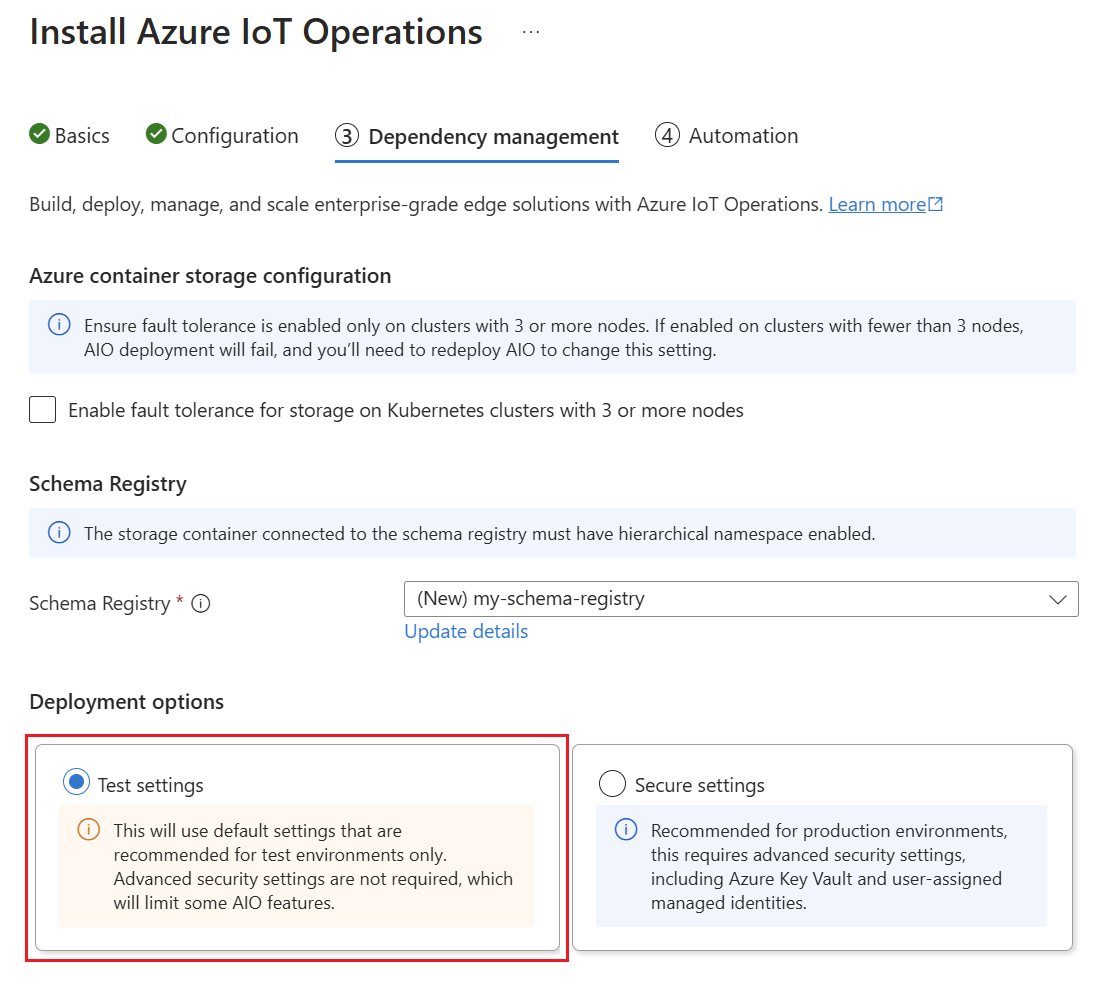 Install Azure IoT Operations ...
Basics Configuration 3 Dependency management 4 Automation
Build, deploy, manage, and scale enterprise-grade edge solutions with Azure IoT Operations. Learn more
Azure container storage configuration
Ensure fault tolerance is enabled only on clusters with 3 or more nodes. If enabled on clusters with fewer than 3 nodes,
AIO deployment will fail, and you’ll need to redeploy AIO to change this setting.
Enable fault tolerance for storage on Kubernetes clusters with 3 or more nodes
Schema Registry
The storage container connected to the schema registry must have hierarchical namespace enabled.
Schema Registry * (New) my-schema-registry
Update details
Deployment options
Test settings
This will use default settings that are
recommended for test environments only.
Advanced security settings are not required, which
will limit some AIO features.
Secure settings
Recommended for production environments,
this requires advanced security settings,
including Azure Key Vault and user-assigned
managed identities.